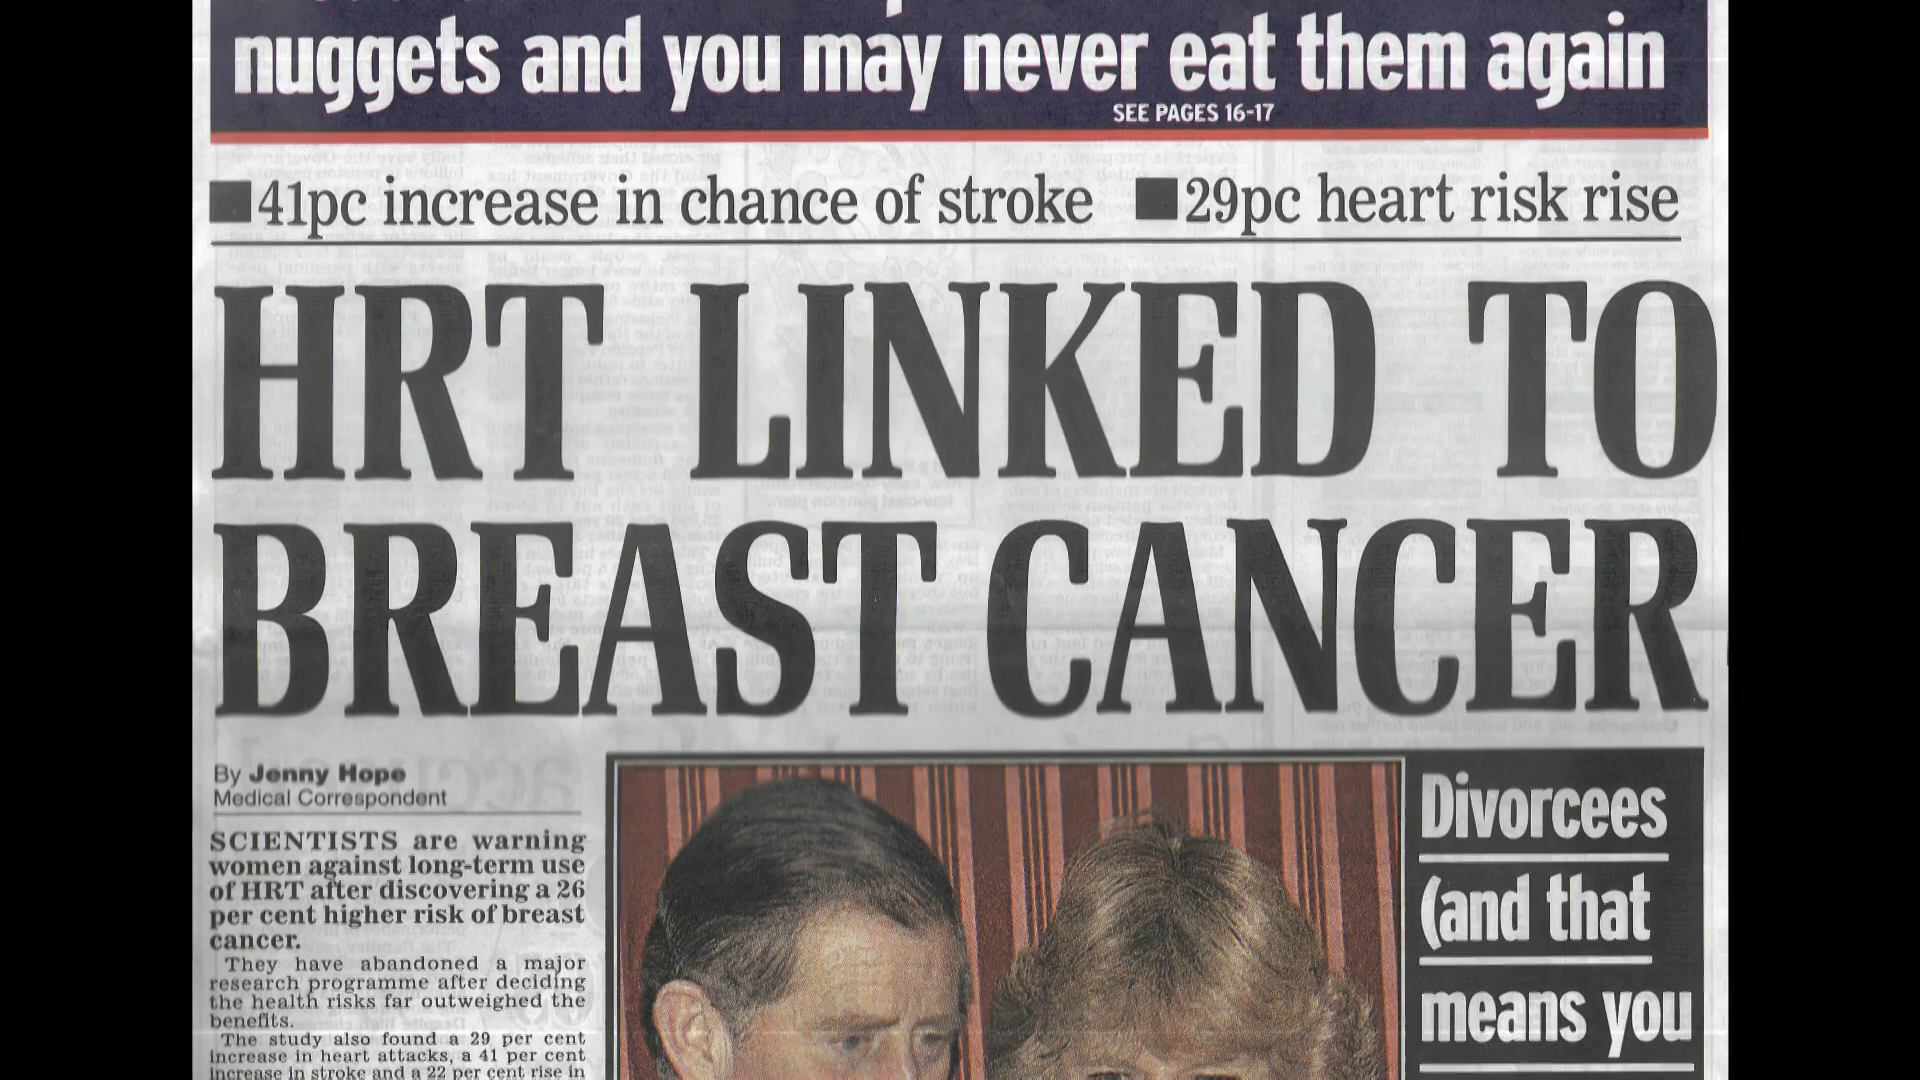 nuggets and you may never eat them again
SEE PAGES 16-17
■41pc increase in chance of stroke ■29pc heart risk rise
HRT LINKED TO
BREAST CANCER
By Jenny Hope
Medical Correspondent
SCIENTISTS are warning
women against long-term use
of HRT after discovering a 26
per cent higher risk of breast
cancer.
They have abandoned a major
research programme after deciding
the health risks far outweighed the
benefits.
The study also found a 29 per cent
increase in heart attacks, a 41 per cent
increase in stroke and a 22 per cent rise in
Divorcees
(and that
means you